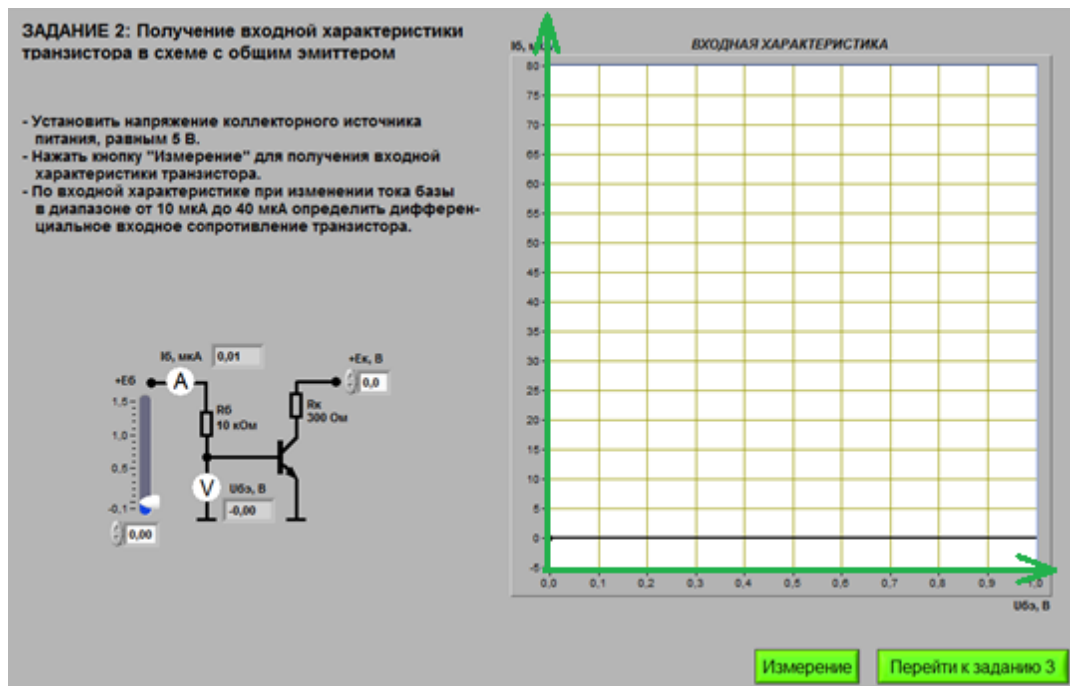 ЗАДАНИЕ 2: Получение входной характеристики
транзистора в схеме с общим эмиттером
- Установить напряжение коллекторного источника
питания, равным 5 В.
- Нажать кнопку "Измерение" для получения входной
характеристики транзистора.
- По входной характеристике при изменении тока базы
в диапазоне от 10 мкА до 40 мкА определить дифферен-
циальное входное сопротивление транзистора.
Iб, мкА 0,01
+Eк, В
0,0
+Eб
A
1,5
1,0
0,5
-0,1
0,00
Rб
10 кОм
Rк
300 Ом
V
Uбэ, В
-0,00
Iб,
ВХОДНАЯ ХАРАКТЕРИСТИКА
80
75
70
65
60
55
50
45
40
35
30
25
20
15
10
5
0
-5
0,0 0,1 0,2 0,3 0,4 0,5 0,6 0,7 0,8 0,9 1,0
Uбэ, В
Измерение
Перейти к заданию 3